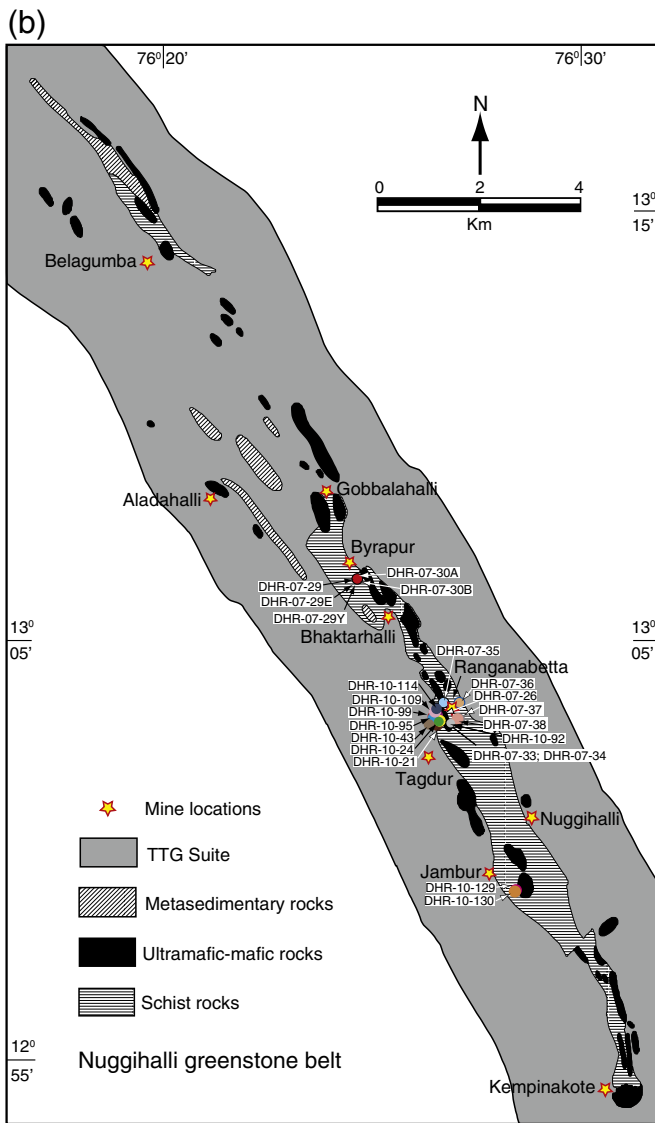 (b)
76⁰ 20'
76⁰ 30'
N
0 2 4
Km
13⁰
15'
Belagumba
Gobbalahalli
Aladahalli
Byrapur
DHR-07-30A
DHR-07-29
DHR-07-30B
DHR-07-29E
DHR-07-29Y
Bhaktarhalli
13⁰
05'
13⁰
05'
DHR-07-35
Ranganabetta
DHR-10-114
DHR-07-36
DHR-10-109
DHR-07-26
DHR-10-99
DHR-07-37
DHR-10-95
DHR-07-38
DHR-10-43
DHR-10-92
DHR-10-24
DHR-07-33; DHR-07-34
DHR-10-21
Tagdur
Mine locations
Nuggihalli
TTG Suite
Jambur
DHR-10-129
DHR-10-130
Metasedimentary rocks
Ultramafic-mafic rocks
Schist rocks
12⁰
55'
Nuggihalli greenstone belt
Kempinakote